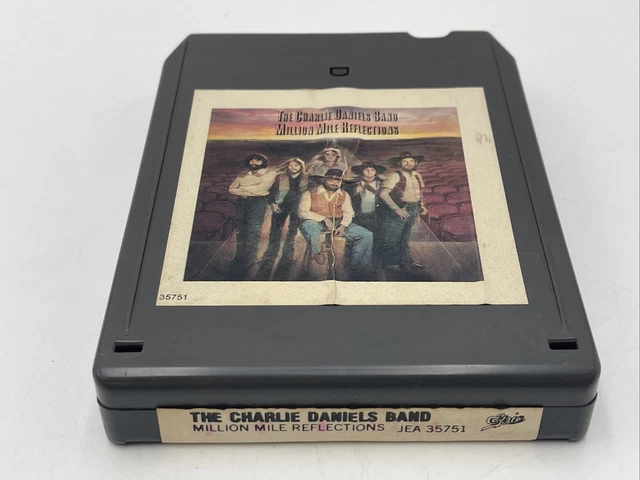 THE CHARLIE DANIELS BAND
MILLION MILE REFLECTIONS
35751
THE CHARLIE DANIELS BAND
MILLION MILE REFLECTIONS JEA 35751
Epic